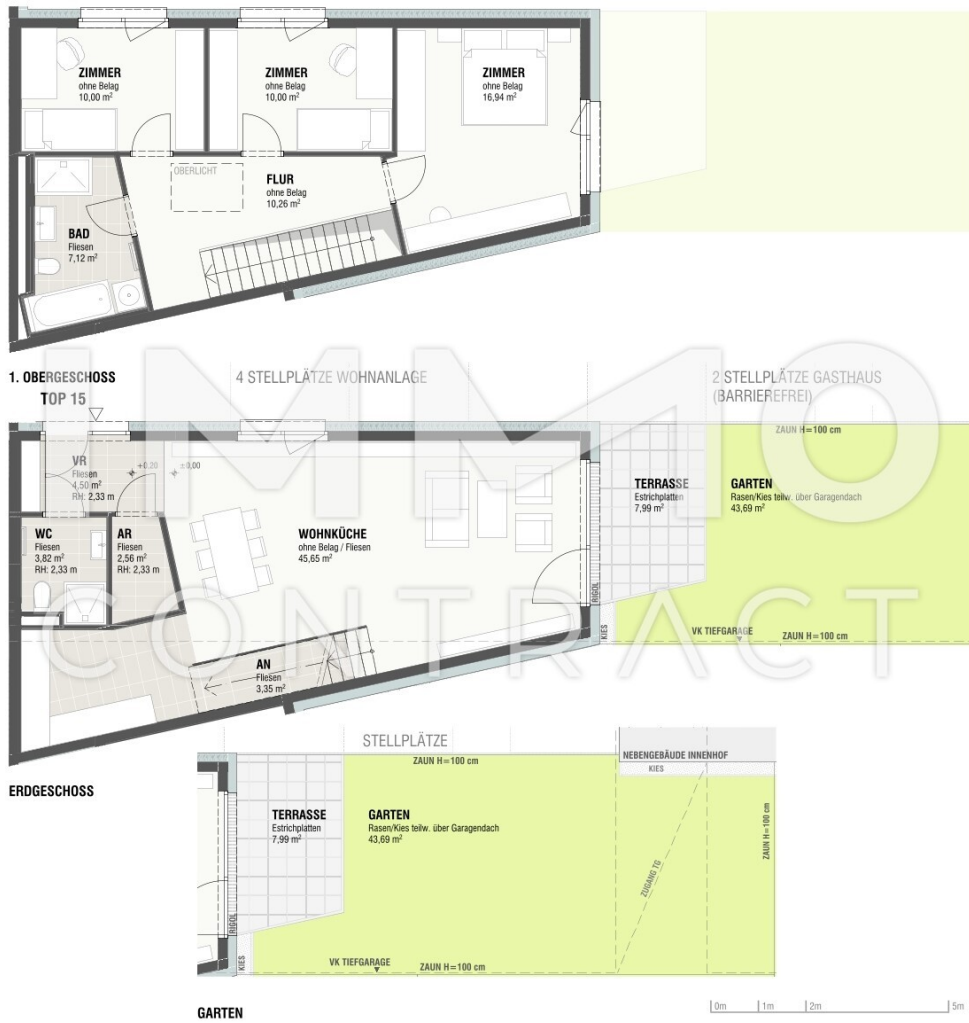 ZIMMER
ohne Belag
10,00 m²
ZIMMER
ohne Belag
10,00 m²
ZIMMER
ohne Belag
16,94 m²
OBERLICHT
FLUR
ohne Belag
10,26 m²
BAD
Fliesen
7,12 m²
1. OBERGESCHOSS
TOP 15
4 STELLPLÄTZE WOHNANLAGE
2 STELLPLÄTZE GASTHAUS
(BARRIEREFREI)
IMMO
CONTRACT
ZAUN H=100 cm
VR
Fliesen
4,50 m²
RH: 2,33 m
+0,20
±0,00
WC
Fliesen
3,82 m²
RH: 2,33 m
AR
Fliesen
2,56 m²
RH: 2,33 m
WOHNKÜCHE
ohne Belag / Fliesen
45,65 m²
TERRASSE
Estrichplatten
7,99 m²
GARTEN
Rasen/Kies teilw. über Garagendach
43,69 m²
RIGOL
KIES
VK TIEFGARAGE
ZAUN H=100 cm
AN
Fliesen
3,35 m²
ERDGESCHOSS
STELLPLÄTZE
ZAUN H=100 cm
NEBENGEBÄUDE INNENHOF
KIES
TERRASSE
Estrichplatten
7,99 m²
GARTEN
Rasen/Kies teilw. über Garagendach
43,69 m²
ZAUN H=100 cm
ZUGANG TG
RIGOL
KIES
VK TIEFGARAGE
ZAUN H=100 cm
GARTEN
0m
1m
2m
5m